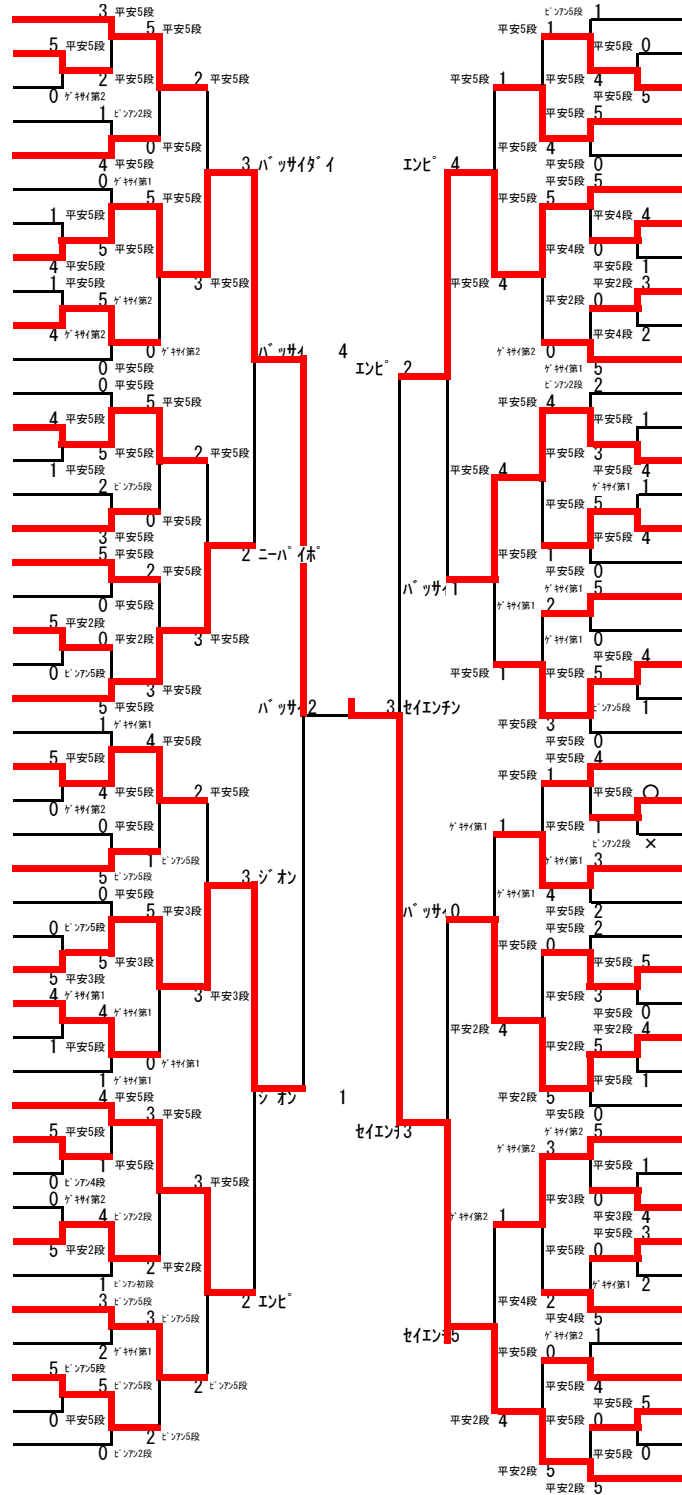 3 平安5段
5 平安5段
5 平安5段
2 平安5段 2 平安5段
0 ｹﾞｷｻｲ第2
1 ﾋﾟﾝｱﾝ2段
0 平安5段
4 平安5段 3 ﾊﾞｯｻｲﾀﾞｲ
0 ｹﾞｷｻｲ第1
5 平安5段
1 平安5段
5 平安5段
4 平安5段
3 平安5段
1 平安5段
5 ｹﾞｷｻｲ第2
4 ｹﾞｷｻｲ第2
0 ｹﾞｷｻｲ第2 ﾊﾞｯｻｲ 4
0 平安5段
0 平安5段
5 平安5段
4 平安5段
5 平安5段 2 平安5段
1 平安5段
2 ﾋﾟﾝｱﾝ5段
0 平安5段
3 平安5段
5 平安5段 2 ﾆｰﾊﾟｲﾎﾟ
2 平安5段
0 平安5段
5 平安2段
0 平安2段 3 平安5段
0 ﾋﾟﾝｱﾝ5段
3 平安5段
5 平安5段 ﾊﾞｯｻｲ 2
1 ｹﾞｷｻｲ第1
4 平安5段
5 平安5段
4 平安5段 2 平安5段
0 ｹﾞｷｻｲ第2
0 平安5段
1 ﾋﾟﾝｱﾝ5段
5 ﾋﾟﾝｱﾝ5段 3 ｼﾞｵﾝ
0 平安5段
5 平安3段
0 ﾋﾟﾝｱﾝ5段
5 平安3段
5 平安3段
4 ｹﾞｷｻｲ第1 3 平安3段
4 ｹﾞｷｻｲ第1
1 平安5段
0 ｹﾞｷｻｲ第1
1 ｹﾞｷｻｲ第1
ｼﾞｵﾝ 1
4 平安5段
3 平安5段
5 平安5段
1 平安5段
0 ﾋﾟﾝｱﾝ4段 3 平安5段
0 ｹﾞｷｻｲ第2
4 ﾋﾟﾝｱﾝ2段
5 平安2段
2 平安2段
1 ﾋﾟﾝｱﾝ初段
3 ﾋﾟﾝｱﾝ5段 2 ｴﾝﾋﾟ
3 ﾋﾟﾝｱﾝ5段
2 ｹﾞｷｻｲ第1
5 ﾋﾟﾝｱﾝ5段
5 ﾋﾟﾝｱﾝ5段 2 ﾋﾟﾝｱﾝ5段
0 平安5段
2 ﾋﾟﾝｱﾝ5段
0 ﾋﾟﾝｱﾝ2段
ﾋﾟﾝｱﾝ5段 1
平安5段 1
平安5段 0
平安5段 1 平安5段 4
平安5段 5
平安5段 5
平安5段 4
ｴﾝﾋﾟ 4 平安5段 0
平安5段 5
平安5段 5
平安4段 4
平安4段 0
平安5段 1
平安5段 4 平安2段 3
平安2段 0
平安4段 2
ｹﾞｷｻｲ第2 0
ｴﾝﾋﾟ 2 ｹﾞｷｻｲ第1 5
ﾋﾟﾝｱﾝ2段 2
平安5段 4
平安5段 1
平安5段 3
平安5段 4 平安5段 4
ｹﾞｷｻｲ第1 1
平安5段 5
平安5段 4
平安5段 1
平安5段 0
ﾊﾞｯｻｲ 1 ｹﾞｷｻｲ第1 5
ｹﾞｷｻｲ第1 2
ｹﾞｷｻｲ第1 0
平安5段 4
平安5段 1 平安5段 5
ﾋﾟﾝｱﾝ5段 1
3 ｾｲｴﾝﾁﾝ
平安5段 3
平安5段 0
平安5段 4
平安5段 1
平安5段 ○
ｹﾞｷｻｲ第1 1 1
ﾋﾟﾝｱﾝ2段 ×
ｹﾞｷｻｲ第1 3
ｹﾞｷｻｲ第1 4
ﾊﾞｯｻｲ 0 平安5段 2
平安5段 2
平安5段 0
平安5段 5
平安5段 3
平安5段 0
平安2段 4 平安2段 4
平安2段 5
平安5段 1
平安2段 5
平安5段 0
ｾｲｴﾝﾁ 3 ｹﾞｷｻｲ第2 5
ｹﾞｷｻｲ第2 3
平安5段 1
平安3段 0
ｹﾞｷｻｲ第2 1 平安3段 4
平安5段 3
平安5段 0
ｹﾞｷｻｲ第1 2
平安4段 2
平安4段 5
ｾｲｴﾝﾁ 5 ｹﾞｷｻｲ第2 1
平安5段 0
平安5段 4
平安5段 5
平安2段 4 平安5段 0
平安5段 0
平安2段 5
平安2段 5